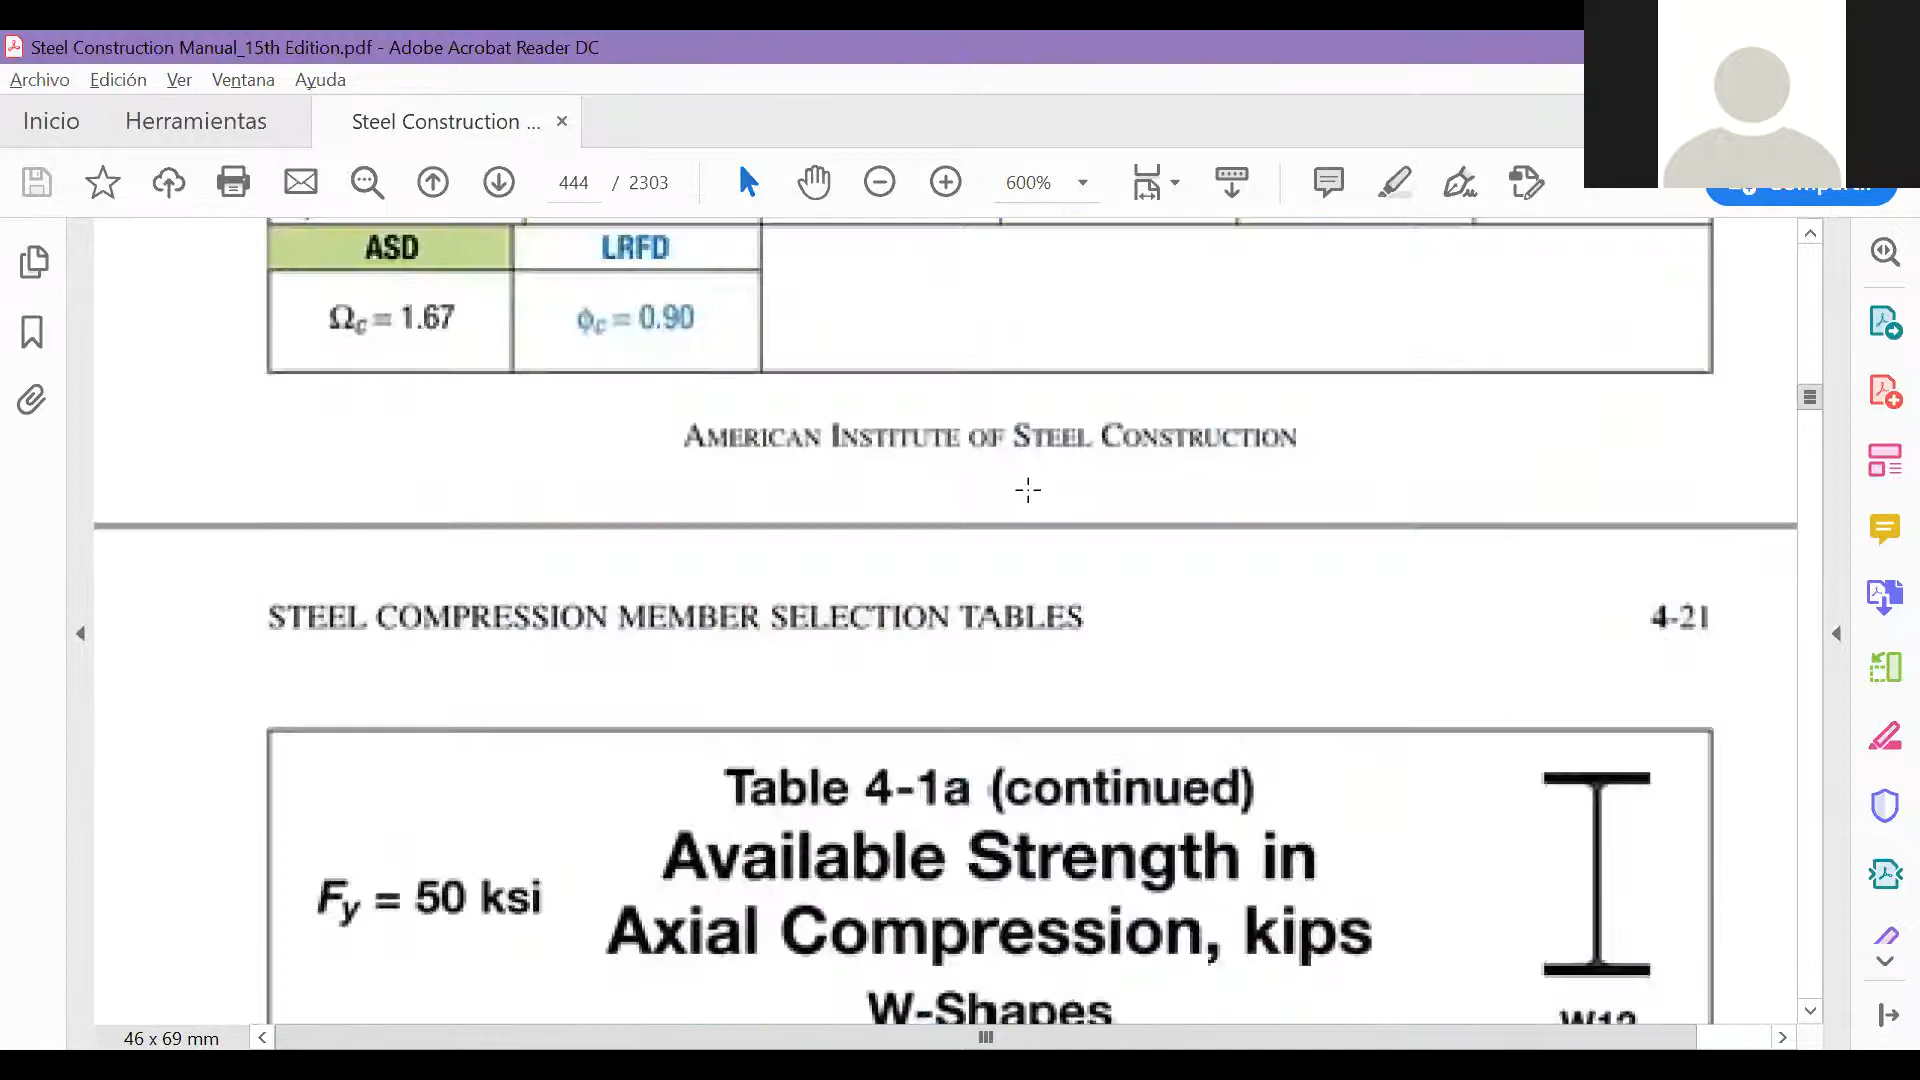 Steel Construction Manual_15th Edition.pdf - Adobe Acrobat Reader DC
Archivo Edición Ver Ventana Ayuda
Inicio Herramientas Steel Construction ... ×
444 / 2303 600%
ASD LRFD
Ωc = 1.67 ϕc = 0.90
AMERICAN INSTITUTE OF STEEL CONSTRUCTION
STEEL COMPRESSION MEMBER SELECTION TABLES 4-21
Table 4-1a (continued)
Available Strength in
Fy = 50 ksi
Axial Compression, kips
W-Shapes
W12
46 x 69 mm